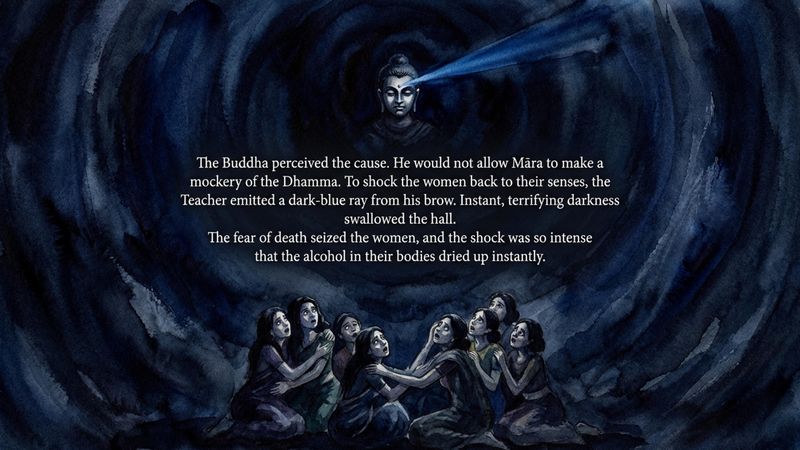 The Buddha perceived the cause. He would not allow Māra to make a
mockery of the Dhamma. To shock the women back to their senses, the
Teacher emitted a dark-blue ray from his brow. Instant, terrifying darkness
swallowed the hall.
The fear of death seized the women, and the shock was so intense
that the alcohol in their bodies dried up instantly.